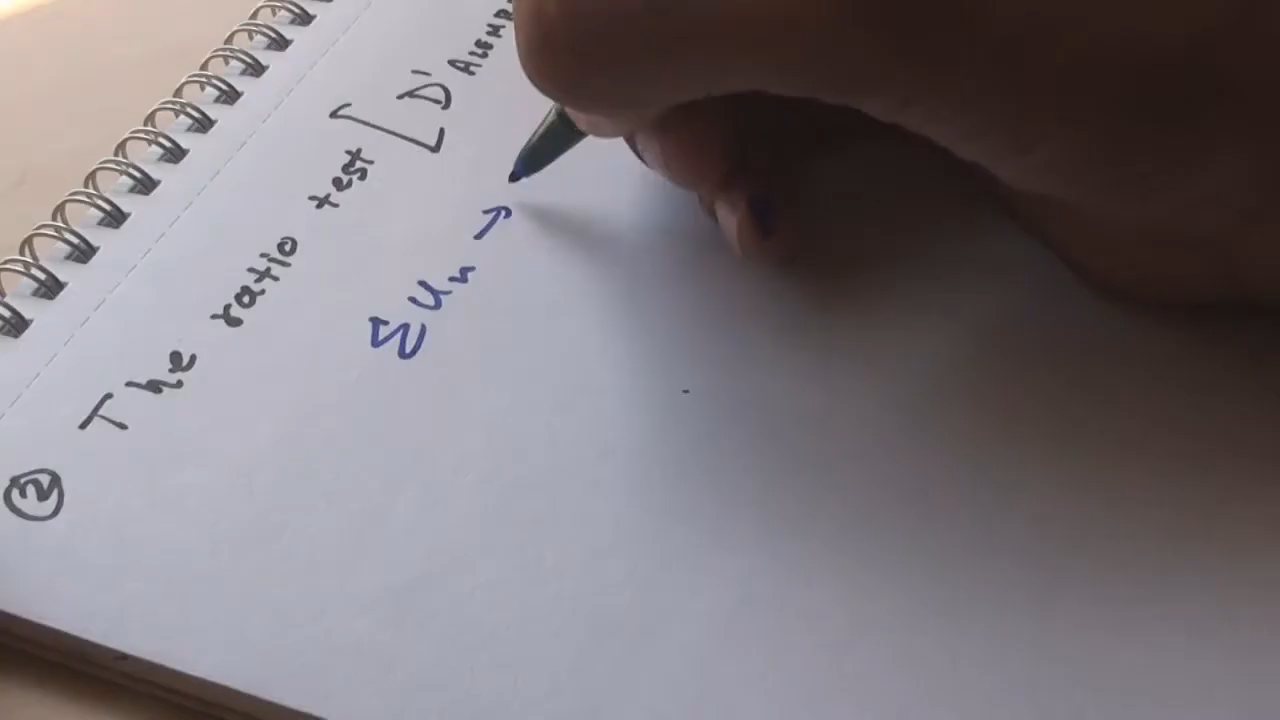 ② The ratio test [D'
Σun →